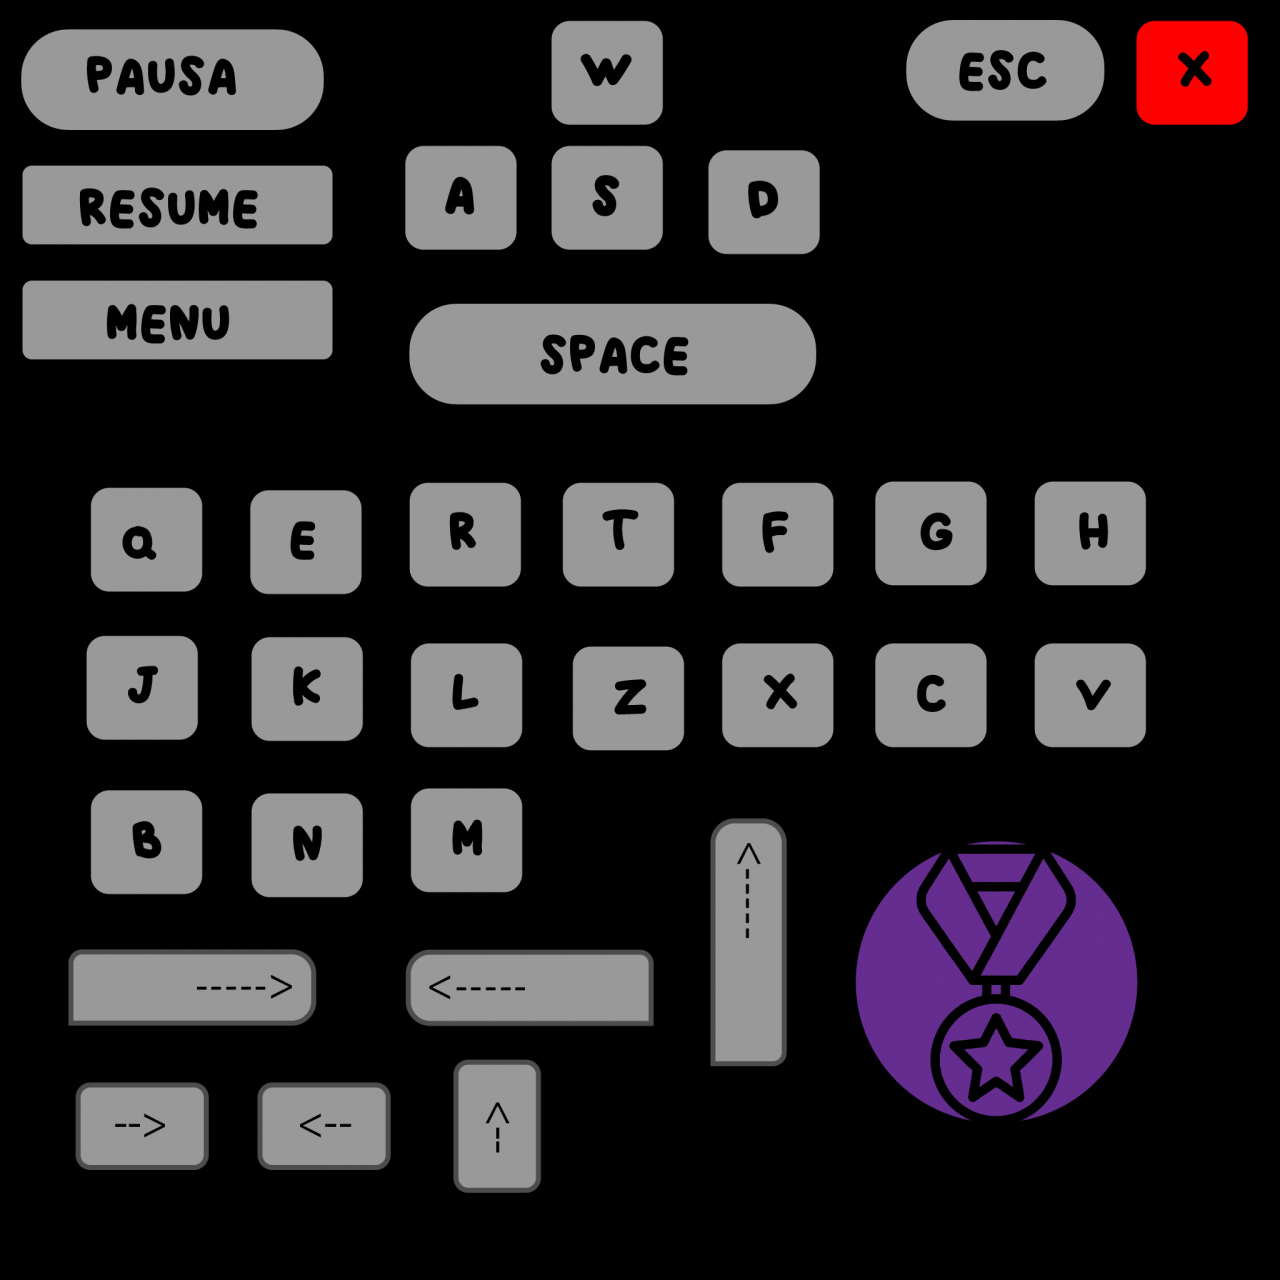 PAUSA
W
ESC
X
RESUME
A
S
D
MENU
SPACE
Q
E
R
T
F
G
H
J
K
L
Z
X
C
V
B
N
M
----->
<-----
^-----
-->
<--
^--